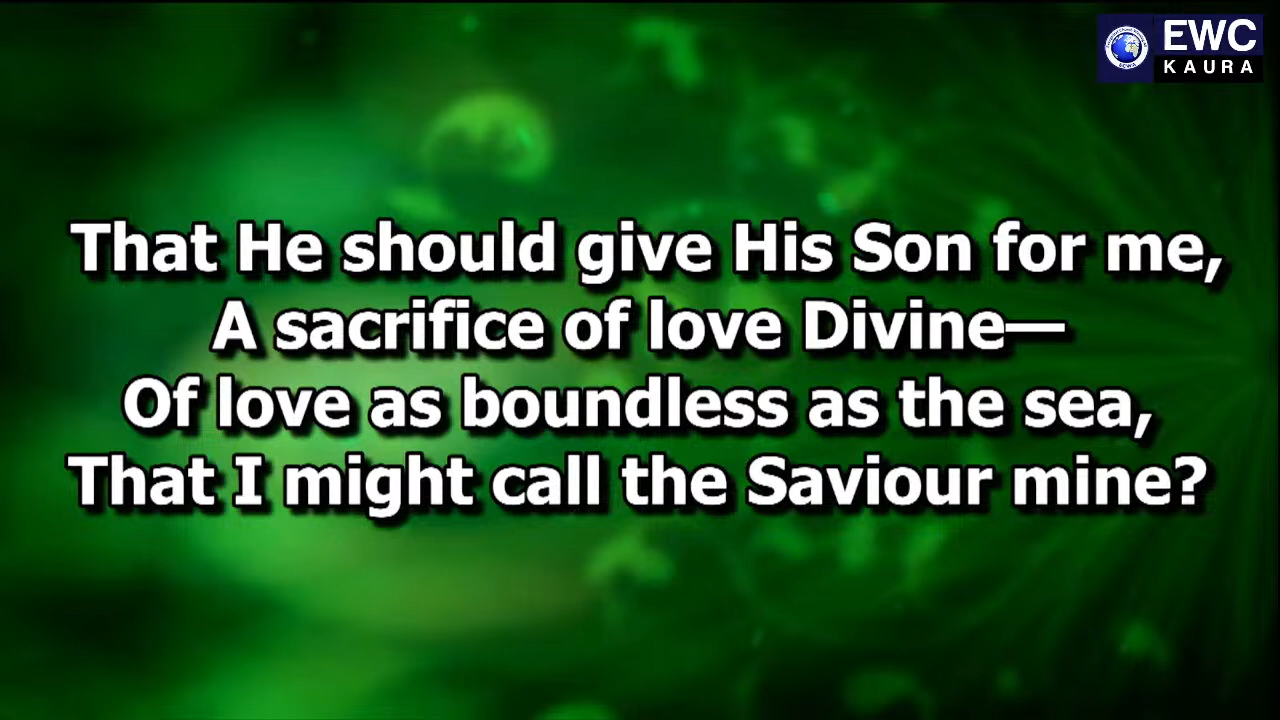 EWC
KAURA
That He should give His Son for me,
A sacrifice of love Divine—
Of love as boundless as the sea,
That I might call the Saviour mine?